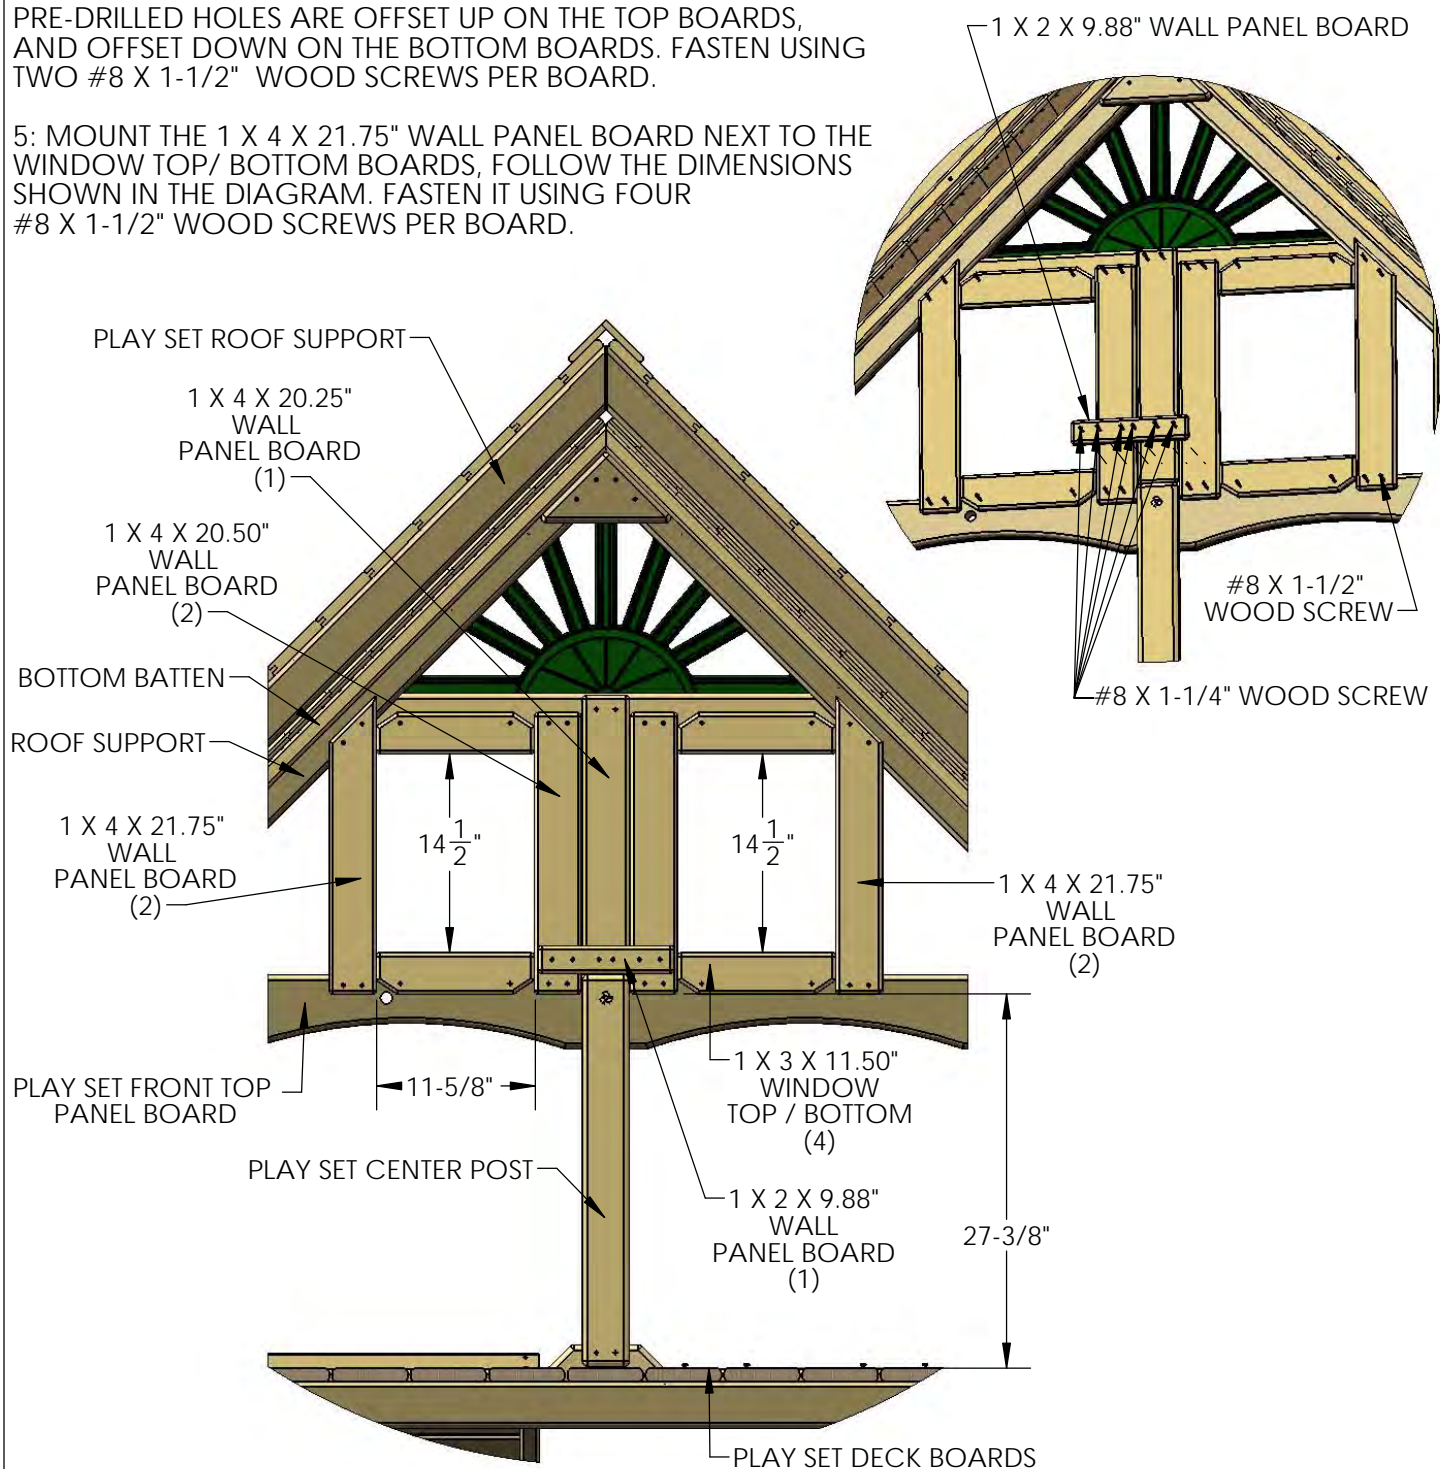 PRE-DRILLED HOLES ARE OFFSET UP ON THE TOP BOARDS,
AND OFFSET DOWN ON THE BOTTOM BOARDS. FASTEN USING
TWO #8 X 1-1/2" WOOD SCREWS PER BOARD.
5: MOUNT THE 1 X 4 X 21.75" WALL PANEL BOARD NEXT TO THE
WINDOW TOP/ BOTTOM BOARDS, FOLLOW THE DIMENSIONS
SHOWN IN THE DIAGRAM. FASTEN IT USING FOUR
#8 X 1-1/2" WOOD SCREWS PER BOARD.
1 X 2 X 9.88" WALL PANEL BOARD
#8 X 1-1/2"
WOOD SCREW
#8 X 1-1/4" WOOD SCREW
PLAY SET ROOF SUPPORT
1 X 4 X 20.25"
WALL
PANEL BOARD
(1)
1 X 4 X 20.50"
WALL
PANEL BOARD
(2)
BOTTOM BATTEN
ROOF SUPPORT
1 X 4 X 21.75"
WALL
PANEL BOARD
(2)
14 1/2"
14 1/2"
1 X 4 X 21.75"
WALL
PANEL BOARD
(2)
PLAY SET FRONT TOP
PANEL BOARD
11-5/8"
1 X 3 X 11.50"
WINDOW
TOP / BOTTOM
(4)
PLAY SET CENTER POST
1 X 2 X 9.88"
WALL
PANEL BOARD
(1)
27-3/8"
PLAY SET DECK BOARDS